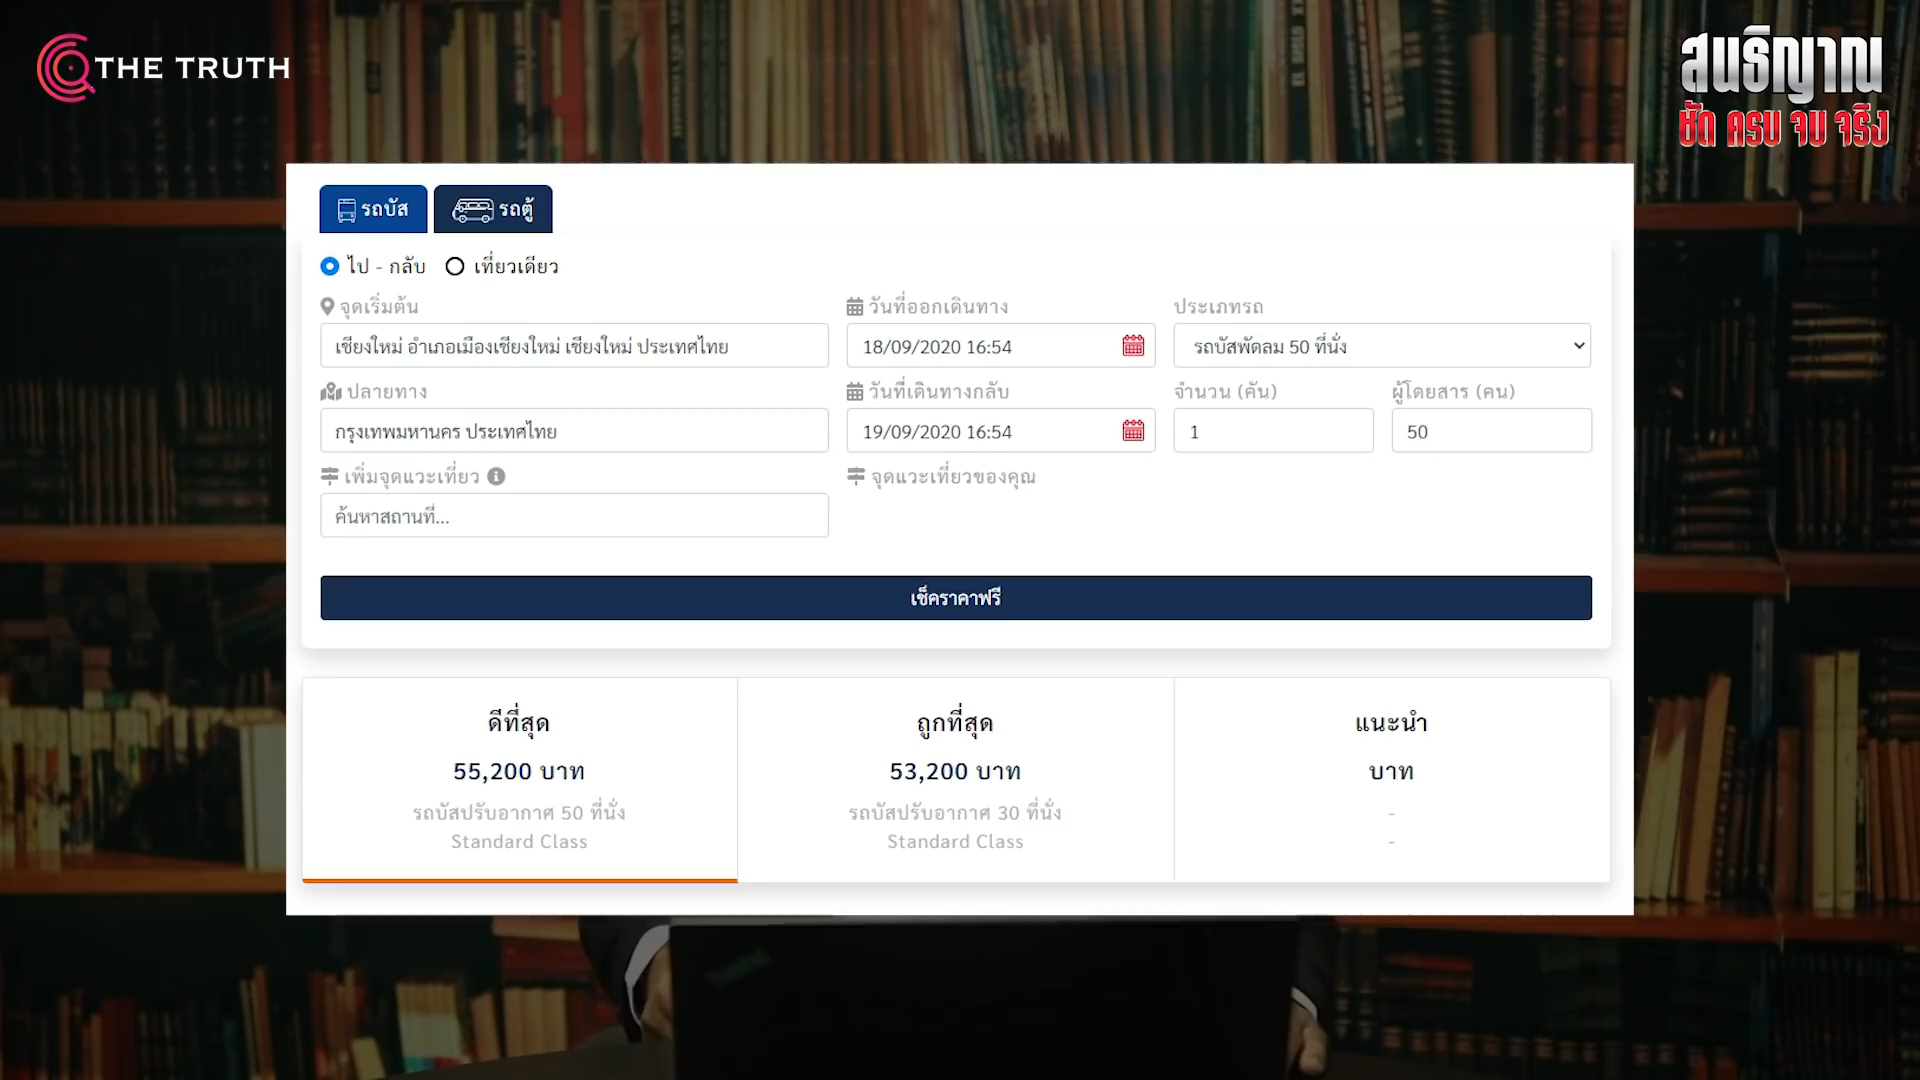 THE TRUTH
สนธิญาณ
ชัด ครบ จบ จริง
รถบัส รถตู้
ไป - กลับ เที่ยวเดียว
จุดเริ่มต้น วันที่ออกเดินทาง ประเภทรถ
เชียงใหม่ อำเภอเมืองเชียงใหม่ เชียงใหม่ ประเทศไทย 18/09/2020 16:54 รถบัสพัดลม 50 ที่นั่ง
ปลายทาง วันที่เดินทางกลับ จำนวน (คัน) ผู้โดยสาร (คน)
กรุงเทพมหานคร ประเทศไทย 19/09/2020 16:54 1 50
เพิ่มจุดแวะเที่ยว จุดแวะเที่ยวของคุณ
ค้นหาสถานที่...
เช็คราคาฟรี
ดีที่สุด ถูกที่สุด แนะนำ
55,200 บาท 53,200 บาท บาท
รถบัสปรับอากาศ 50 ที่นั่ง รถบัสปรับอากาศ 30 ที่นั่ง -
Standard Class Standard Class -